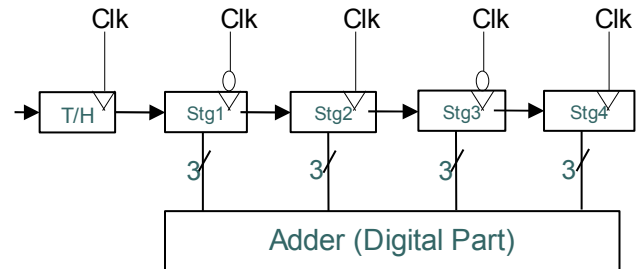 Clk Clk Clk Clk Clk
T/H Stg1 Stg2 Stg3 Stg4
3 3 3 3
Adder (Digital Part)